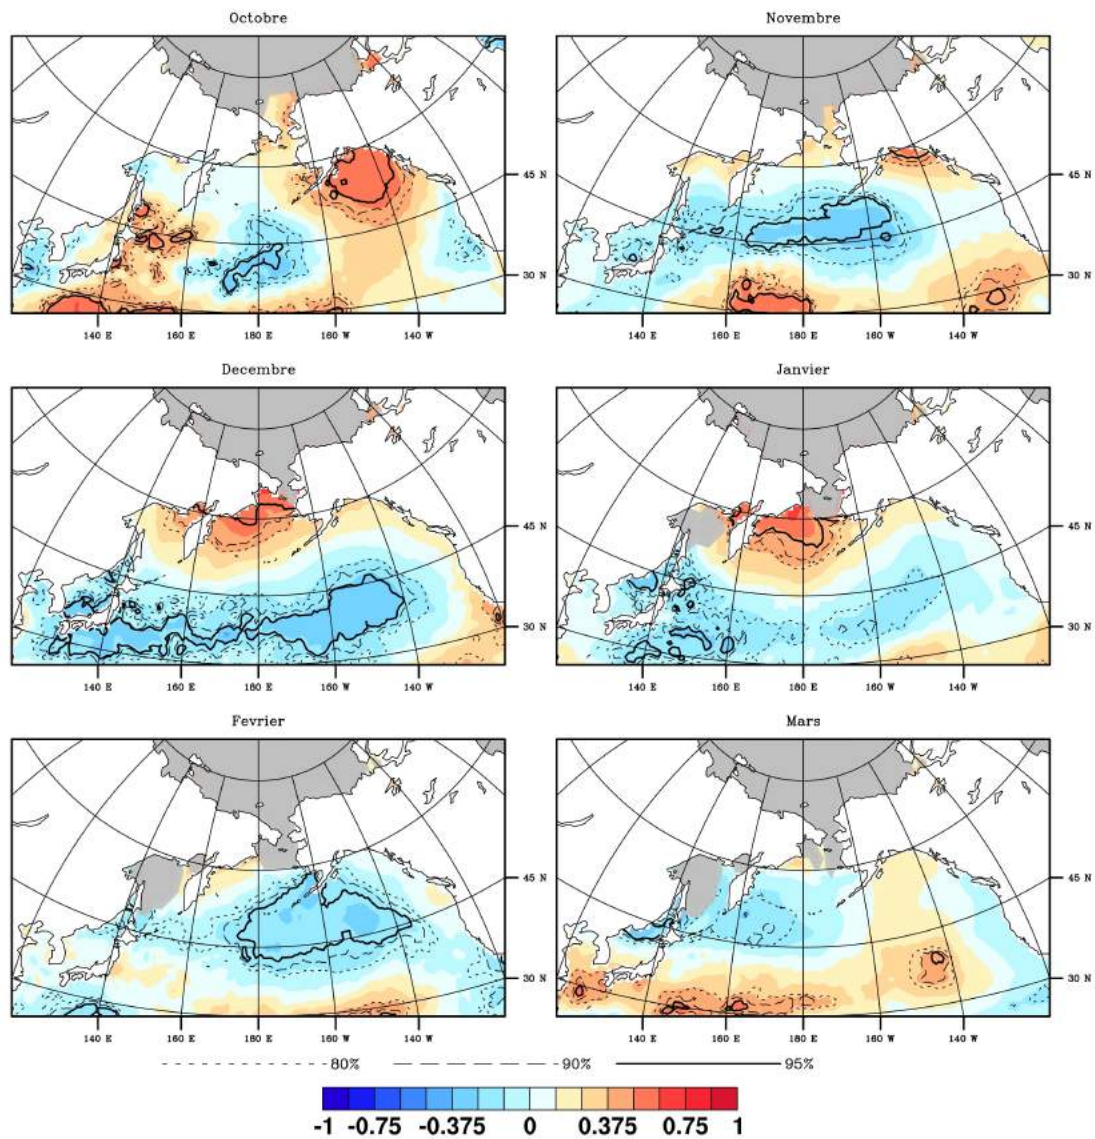 Octobre Novembre
45 N 45 N
30 N 30 N
140 E 160 E 180 E 160 W 140 W 140 E 160 E 180 E 160 W 140 W
Decembre Janvier
45 N 45 N
30 N 30 N
140 E 160 E 180 E 160 W 140 W 140 E 160 E 180 E 160 W 140 W
Fevrier Mars
45 N 45 N
30 N 30 N
140 E 160 E 180 E 160 W 140 W 140 E 160 E 180 E 160 W 140 W
80% 90% 95%
-1 -0.75 -0.375 0 0.375 0.75 1